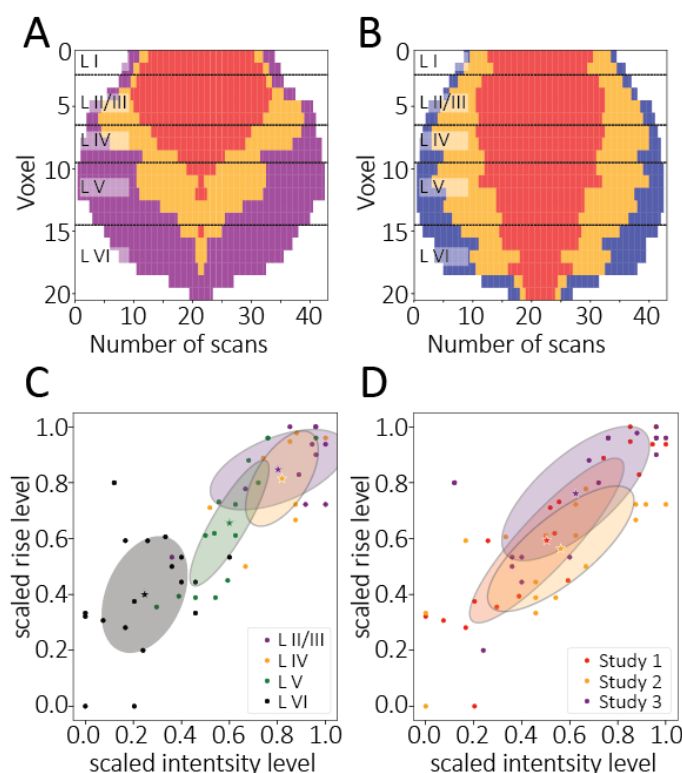 A
B
0
L I
5
L II/III
L IV
10
L V
15
L VI
20
Voxel
0 10 20 30 40
Number of scans
0
L I
5
L II/III
L IV
10
L V
15
L VI
20
0 10 20 30 40
Number of scans
C
D
1.0
0.8
0.6
0.4
0.2
0.0
scaled rise level
L II/III
L IV
L V
L VI
0.0 0.2 0.4 0.6 0.8 1.0
scaled intentsity level
1.0
0.8
0.6
0.4
0.2
0.0
scaled rise level
Study 1
Study 2
Study 3
0.0 0.2 0.4 0.6 0.8 1.0
scaled intentsity level